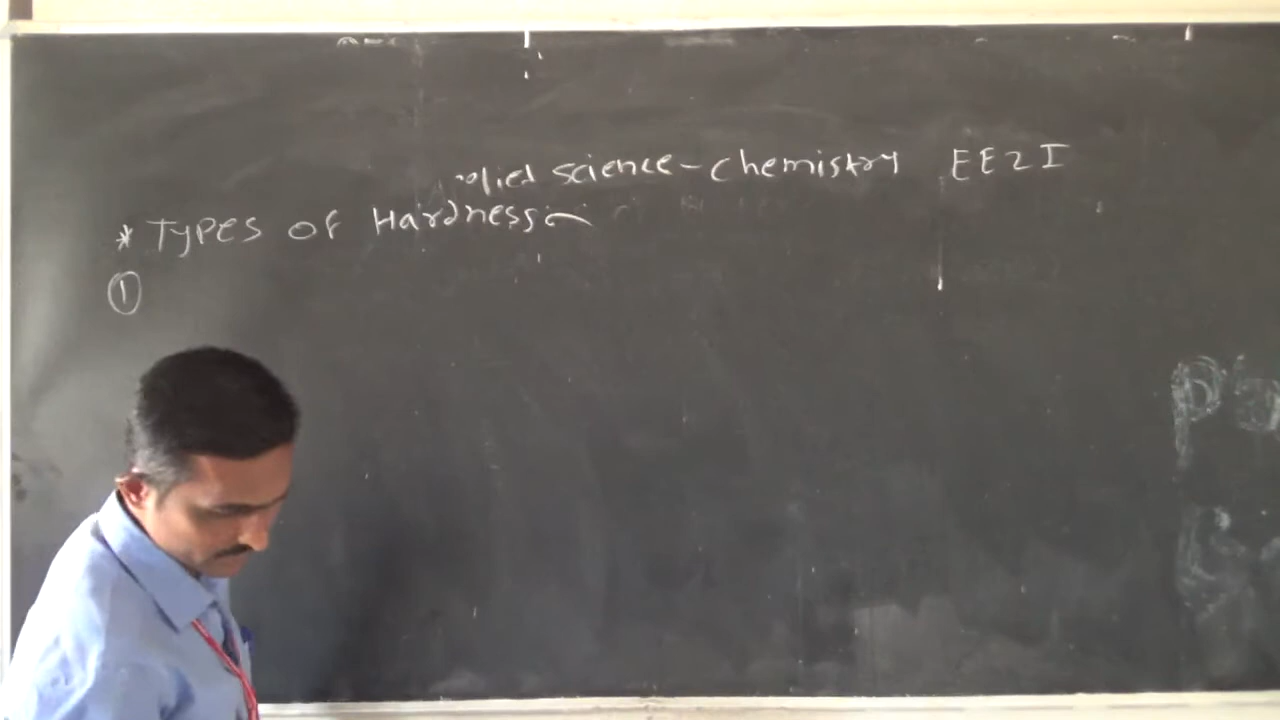 science - chemistry EE2I
* Types of Hardness
①